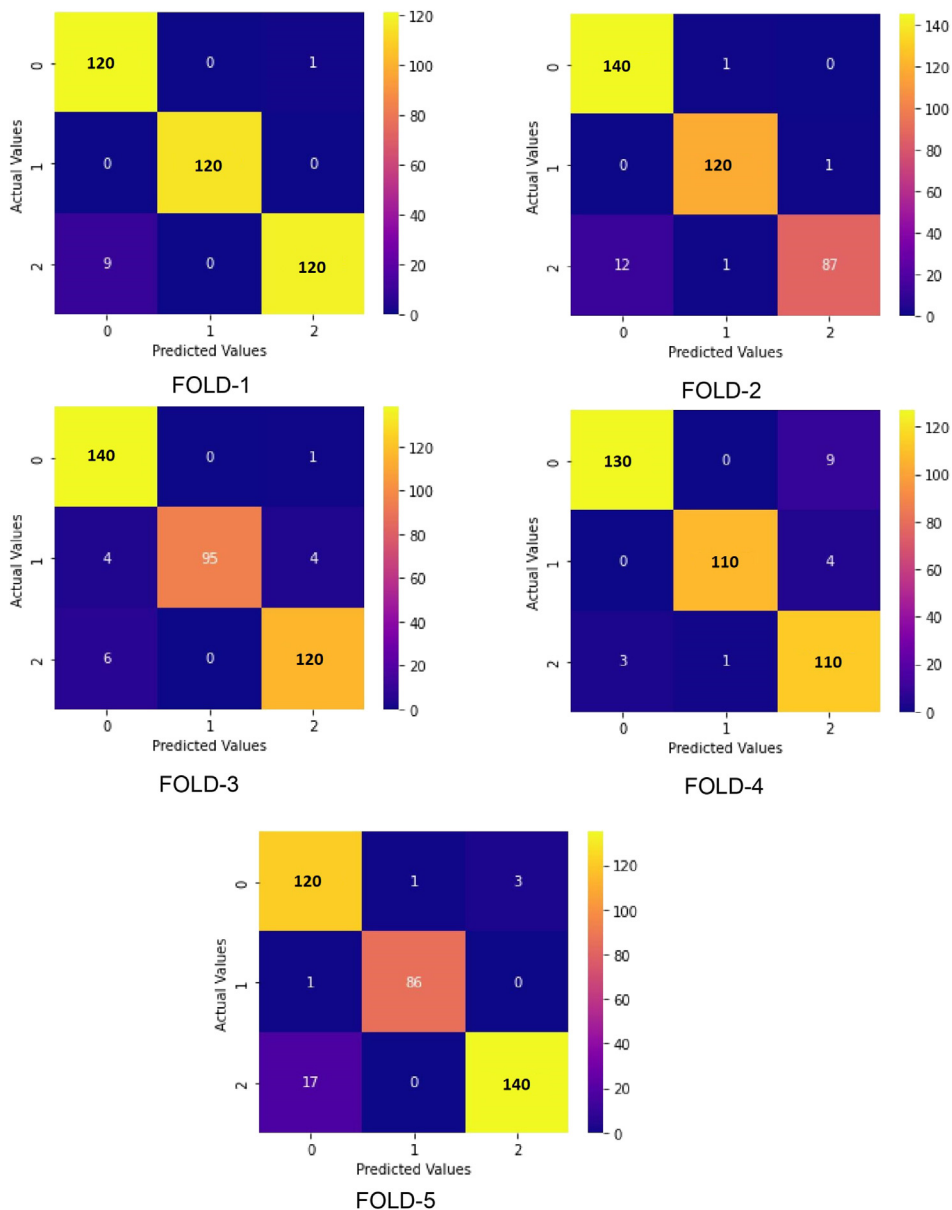 120 0 1
0 120 0
9 0 120
0
1
2
0 1 2
Actual Values
Predicted Values
120
100
80
60
40
20
0
FOLD-1
140 1 0
0 120 1
12 1 87
0
1
2
0 1 2
Actual Values
Predicted Values
140
120
100
80
60
40
20
0
FOLD-2
140 0 1
4 95 4
6 0 120
0
1
2
0 1 2
Actual Values
Predicted Values
120
100
80
60
40
20
0
FOLD-3
130 0 9
0 110 4
3 1 110
0
1
2
0 1 2
Actual Values
Predicted Values
120
100
80
60
40
20
0
FOLD-4
120 1 3
1 86 0
17 0 140
0
1
2
0 1 2
Actual Values
Predicted Values
120
100
80
60
40
20
0
FOLD-5